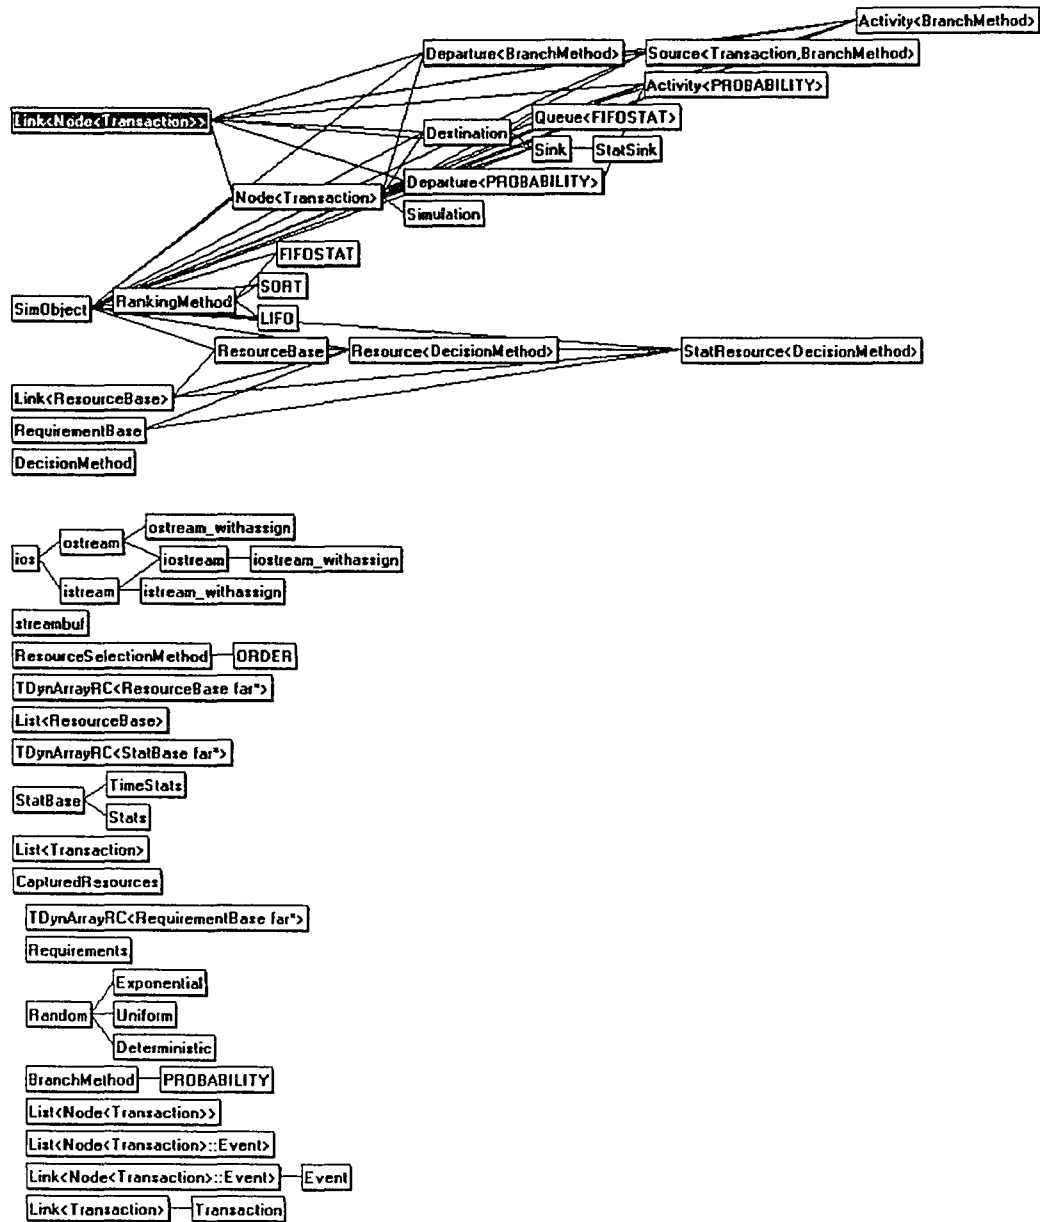 Activity<BranchMethod>
Departure<BranchMethod> Source<Transaction,BranchMethod>
Activity<PROBABILITY>
Link<Node<Transaction>> Queue<FIFOSTAT>
Destination
Sink StatSink
Departure<PROBABILITY>
Node<Transaction>
Simulation
FIFOSTAT
SORT
SimObject RankingMethod
LIFO
ResourceBase Resource<DecisionMethod> StatResource<DecisionMethod>
Link<ResourceBase>
RequirementBase
DecisionMethod
ostream_withassign
ostream
ios iostream iostream_withassign
istream istream_withassign
streambuf
ResourceSelectionMethod ORDER
TDynArrayRC<ResourceBase far*>
List<ResourceBase>
TDynArrayRC<StatBase far*>
TimeStats
StatBase
Stats
List<Transaction>
CapturedResources
TDynArrayRC<RequirementBase far*>
Requirements
Exponential
Random Uniform
Deterministic
BranchMethod PROBABILITY
List<Node<Transaction>>
List<Node<Transaction>::Event>
Link<Node<Transaction>::Event> Event
Link<Transaction> Transaction